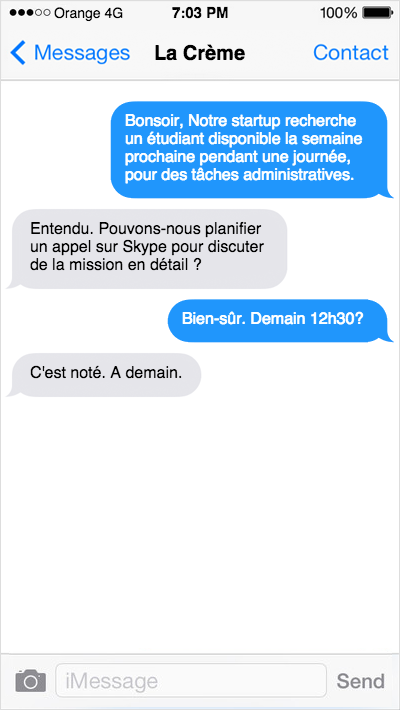 Orange 4G 7:03 PM 100%
Messages La Crème Contact
Bonsoir, Notre startup recherche
un étudiant disponible la semaine
prochaine pendant une journée,
pour des tâches administratives.
Entendu. Pouvons-nous planifier
un appel sur Skype pour discuter
de la mission en détail ?
Bien-sûr. Demain 12h30?
C'est noté. A demain.
iMessage Send